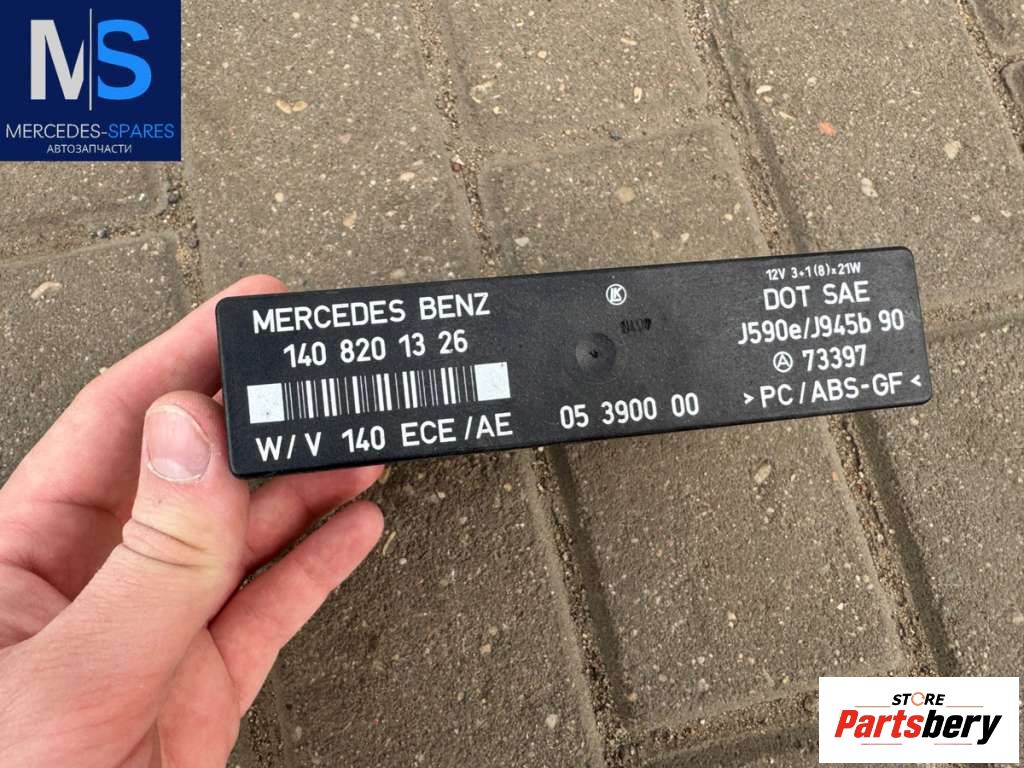 MS
MERCEDES-SPARES
АВТОЗАПЧАСТИ
MERCEDES BENZ
140 820 13 26
W/V 140 ECE/AE
LK
05 3900 00
12V 3+1(8)x21W
DOT SAE
J590e/J945b 90
A 73397
>PC/ABS-GF<
STORE
Partsbery